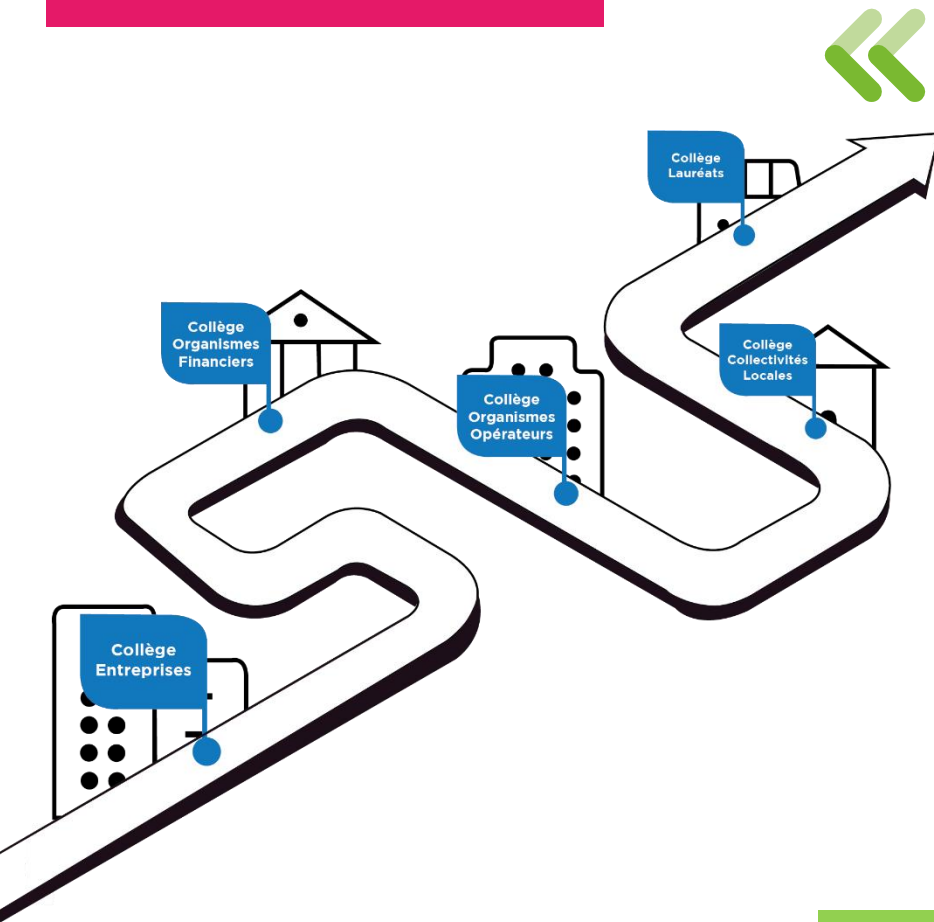 Collège
Lauréats
Collège
Organismes
Financiers
Collège
Collectivités
Locales
Collège
Organismes
Opérateurs
Collège
Entreprises